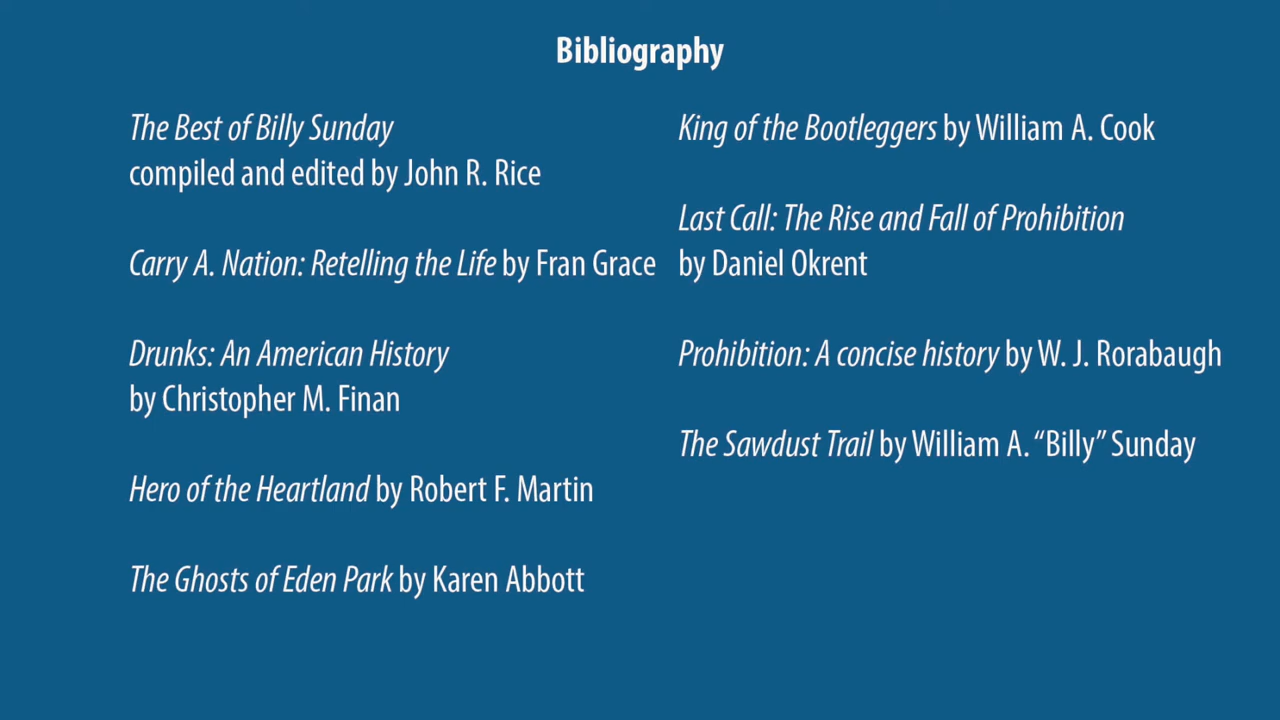 Bibliography
The Best of Billy Sunday
compiled and edited by John R. Rice
Carry A. Nation: Retelling the Life by Fran Grace
Drunks: An American History
by Christopher M. Finan
Hero of the Heartland by Robert F. Martin
The Ghosts of Eden Park by Karen Abbott
King of the Bootleggers by William A. Cook
Last Call: The Rise and Fall of Prohibition
by Daniel Okrent
Prohibition: A concise history by W. J. Rorabaugh
The Sawdust Trail by William A. “Billy” Sunday